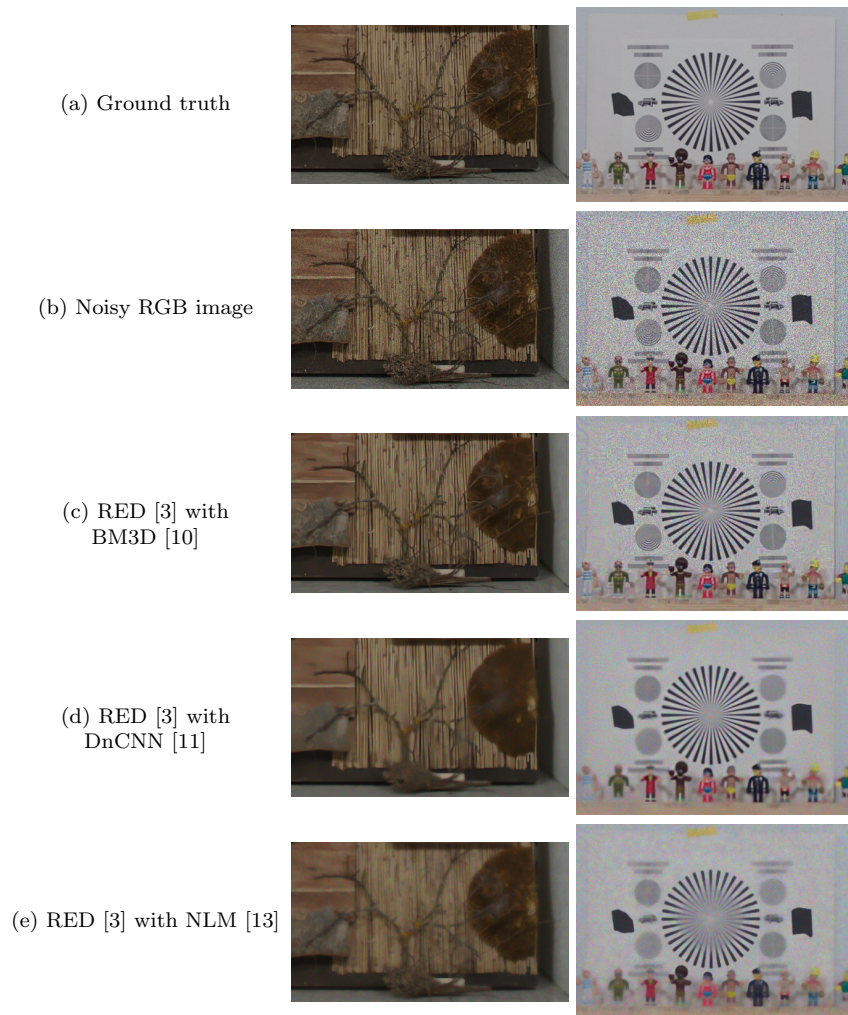 (a) Ground truth
(b) Noisy RGB image
(c) RED [3] with
BM3D [10]
(d) RED [3] with
DnCNN [11]
(e) RED [3] with NLM [13]